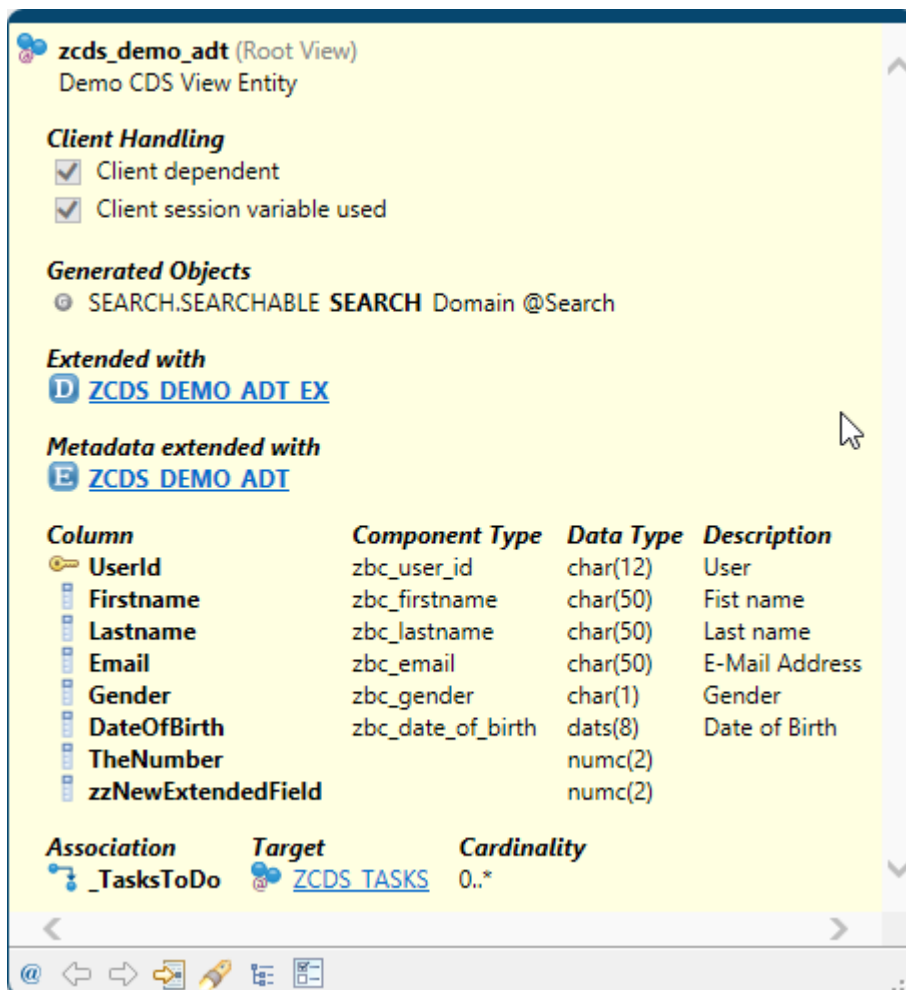 zcds_demo_adt (Root View)
Demo CDS View Entity
Client Handling
Client dependent
Client session variable used
Generated Objects
SEARCH.SEARCHABLE SEARCH Domain @Search
Extended with
ZCDS_DEMO_ADT_EX
Metadata extended with
ZCDS_DEMO_ADT
Column Component Type Data Type Description
UserId zbc_user_id char(12) User
Firstname zbc_firstname char(50) Fist name
Lastname zbc_lastname char(50) Last name
Email zbc_email char(50) E-Mail Address
Gender zbc_gender char(1) Gender
DateOfBirth zbc_date_of_birth dats(8) Date of Birth
TheNumber numc(2)
zzNewExtendedField numc(2)
Association Target Cardinality
_TasksToDo ZCDS_TASKS 0..*